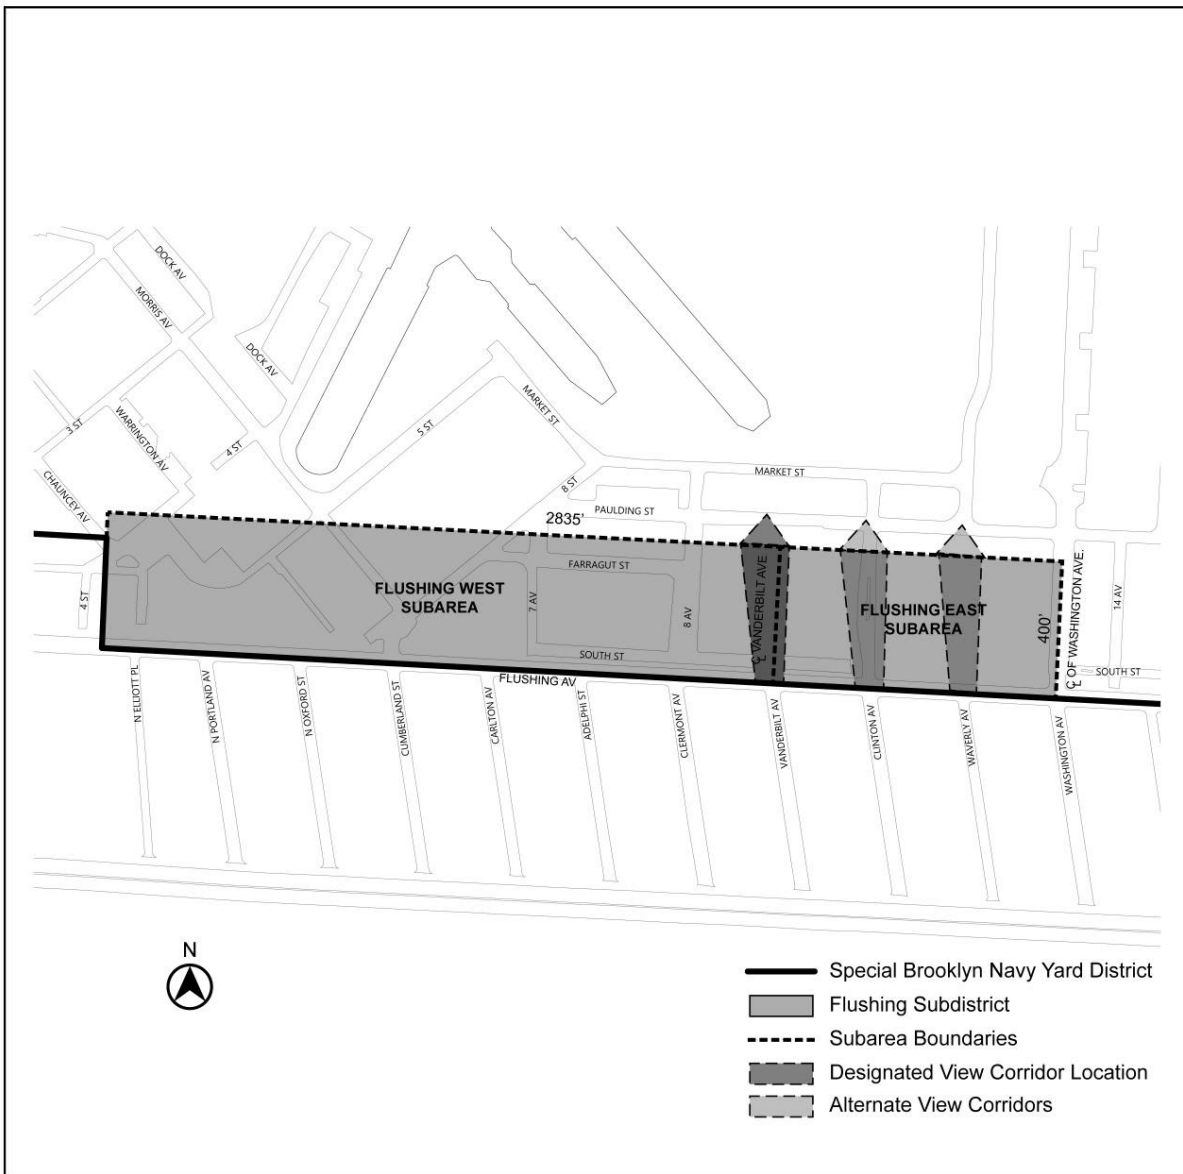 DOCK AV
MORRIS AV
DOCK AV
MARKET ST
5 ST
3 ST
WARRINGTON AV
4 ST
MARKET ST
CHAUNCEY AV
8 ST
PAULDING ST
2835'
FARRAGUT ST
FLUSHING WEST
SUBAREA
7 AV
8 AV
℄ VANDERBILT AVE
FLUSHING EAST
SUBAREA
400'
℄ OF WASHINGTON AVE.
14 AV
4 ST
SOUTH ST
SOUTH ST
FLUSHING AV
N ELIOTT PL
N PORTLAND AV
N OXFORD ST
CUMBERLAND ST
CARLTON AV
ADELPHI ST
CLERMONT AV
VANDERBILT AV
CLINTON AV
WAVERLY AV
WASHINGTON AV
N
Special Brooklyn Navy Yard District
Flushing Subdistrict
Subarea Boundaries
Designated View Corridor Location
Alternate View Corridors